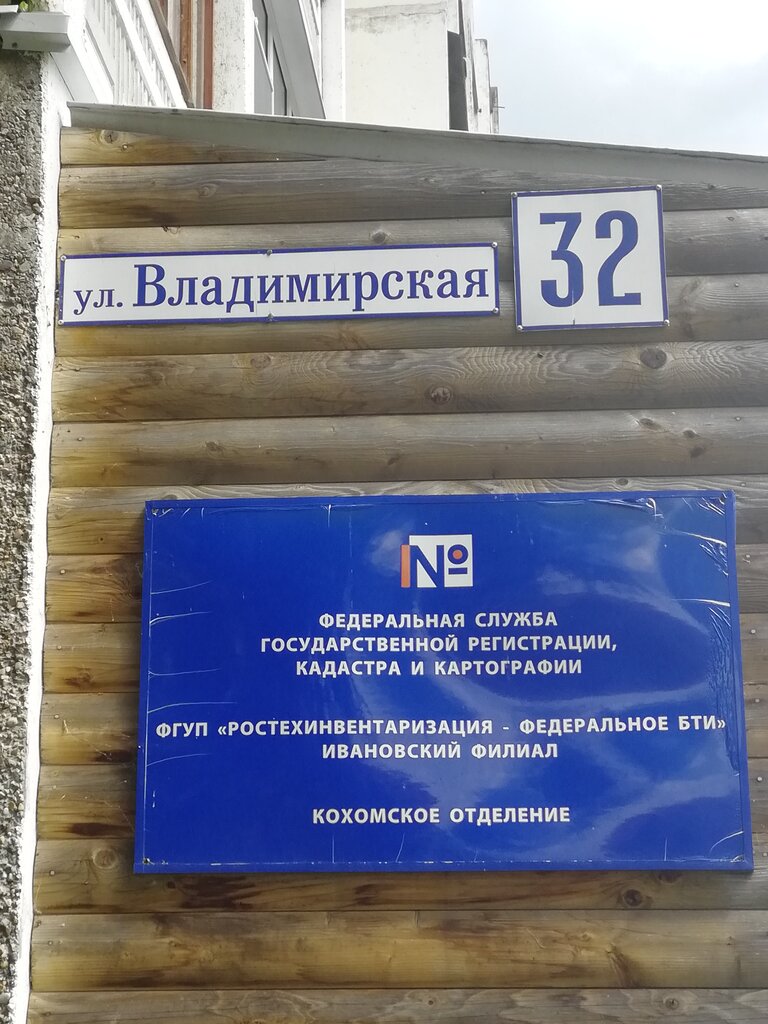 ул. Владимирская
32
№
ФЕДЕРАЛЬНАЯ СЛУЖБА
ГОСУДАРСТВЕННОЙ РЕГИСТРАЦИИ,
КАДАСТРА И КАРТОГРАФИИ
ФГУП «РОСТЕХИНВЕНТАРИЗАЦИЯ - ФЕДЕРАЛЬНОЕ БТИ»
ИВАНОВСКИЙ ФИЛИАЛ
КОХОМСКОЕ ОТДЕЛЕНИЕ